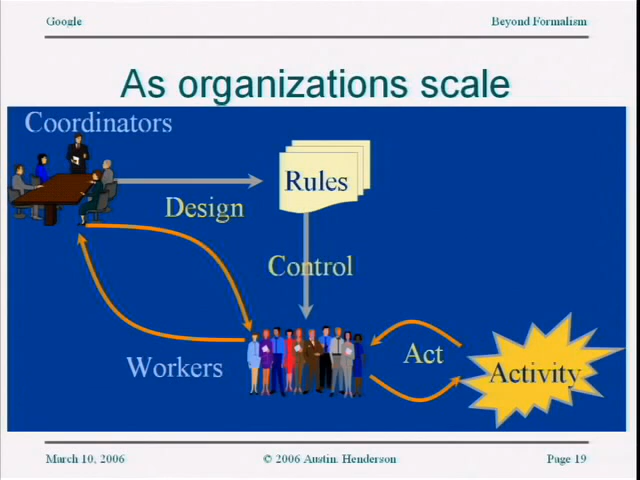 Google
Beyond Formalism
As organizations scale
Coordinators
Rules
Design
Control
Workers
Act
Activity
March 10, 2006
© 2006 Austin Henderson
Page 19